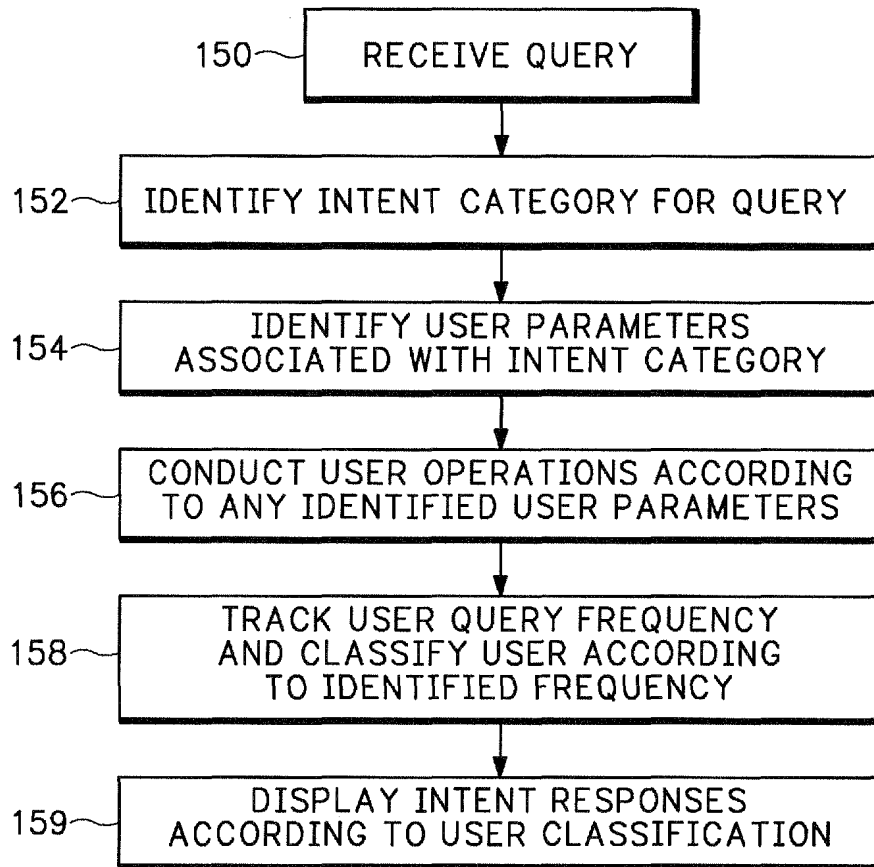 150 RECEIVE QUERY
152 IDENTIFY INTENT CATEGORY FOR QUERY
IDENTIFY USER PARAMETERS
154 ASSOCIATED WITH INTENT CATEGORY
CONDUCT USER OPERATIONS ACCORDING
156 TO ANY IDENTIFIED USER PARAMETERS
TRACK USER QUERY FREQUENCY
158 AND CLASSIFY USER ACCORDING
TO IDENTIFIED FREQUENCY
DISPLAY INTENT RESPONSES
159 ACCORDING TO USER CLASSIFICATION